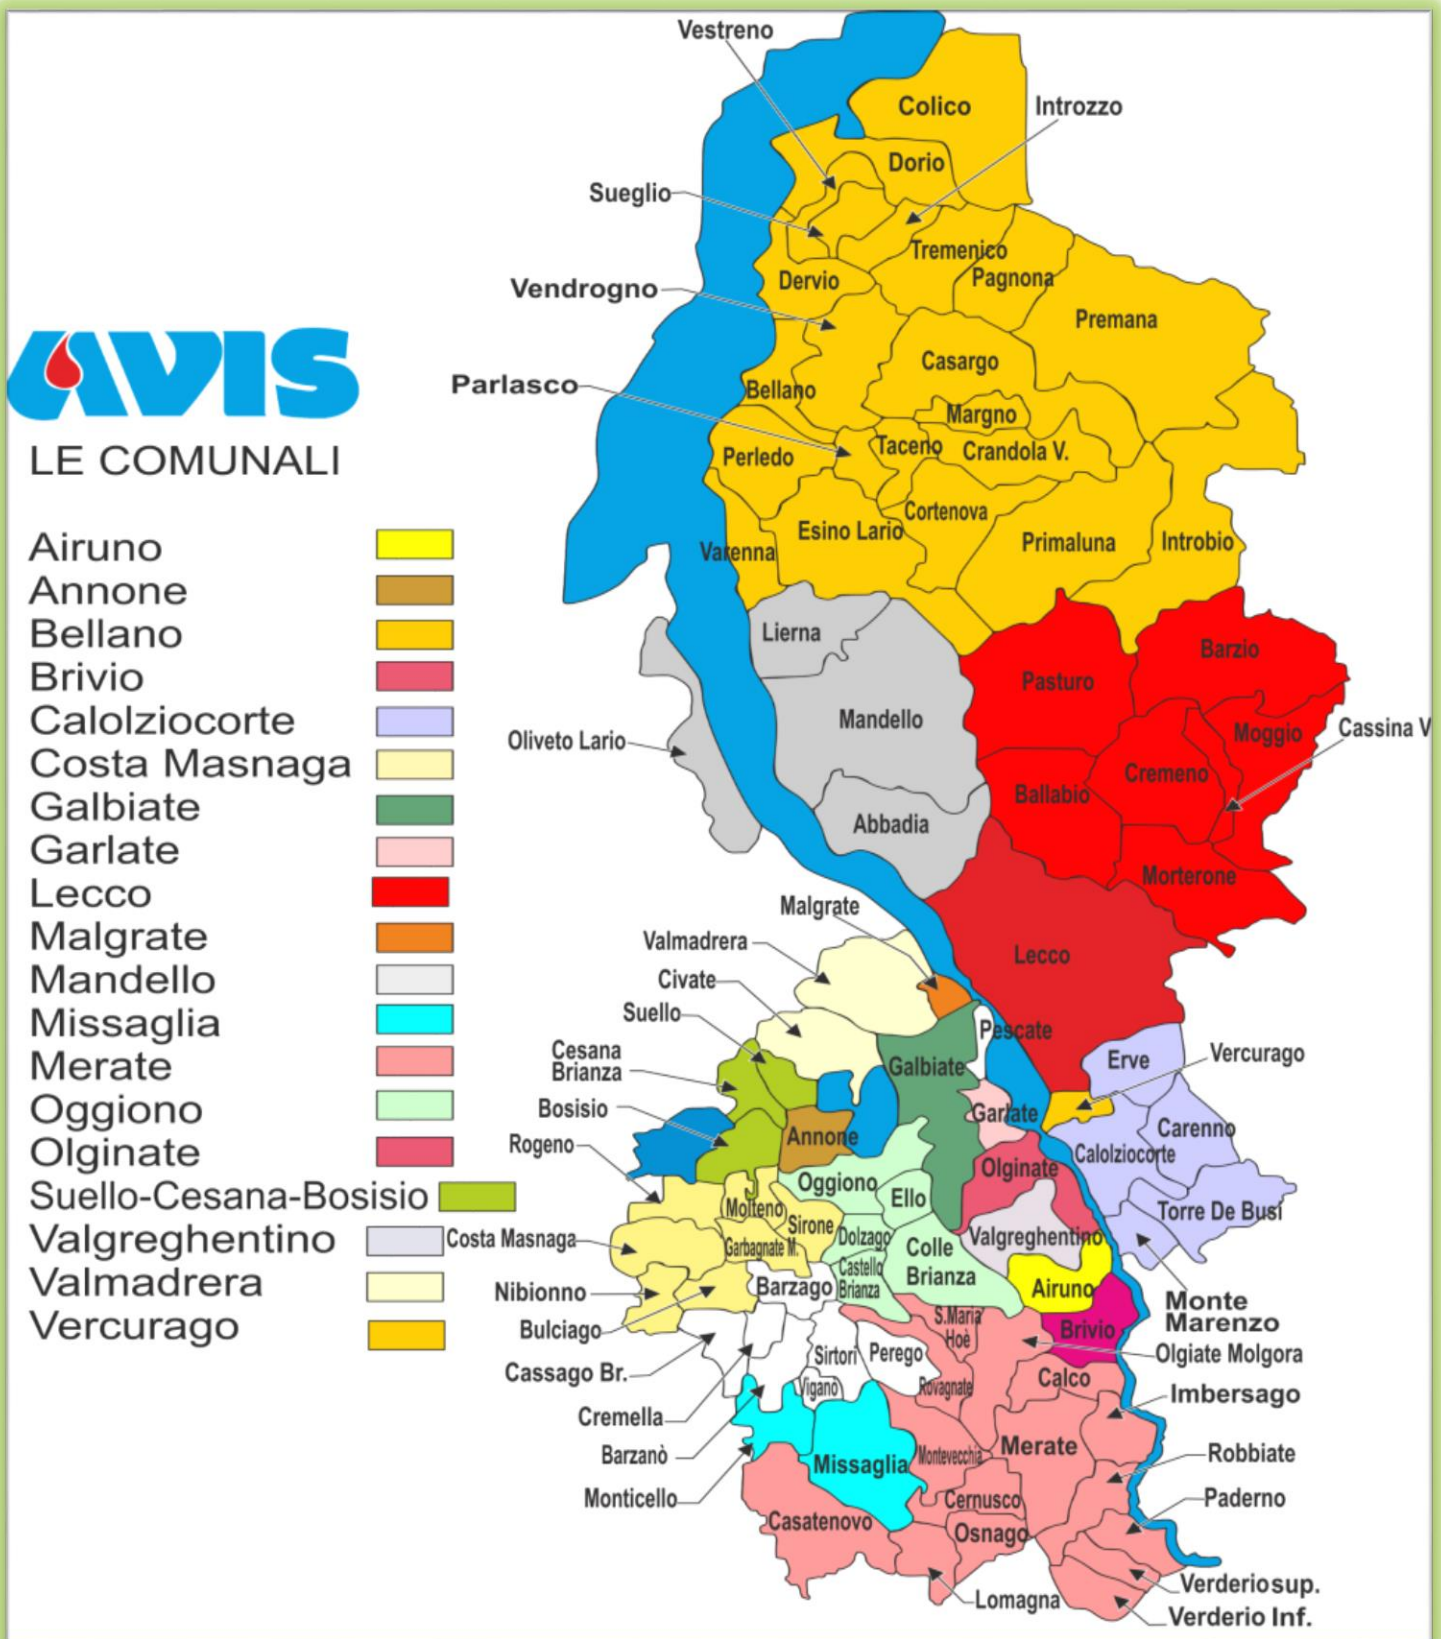 AVIS
LE COMUNALI
Airuno
Annone
Bellano
Brivio
Calolziocorte
Costa Masnaga
Galbiate
Garlate
Lecco
Malgrate
Mandello
Missaglia
Merate
Oggiono
Olginate
Suello-Cesana-Bosisio
Valgreghentino
Valmadrera
Vercurago
Vestreno
Colico
Introzzo
Dorio
Sueglio
Tremenico
Pagnona
Dervio
Vendrogno
Premana
Casargo
Parlasco
Bellano
Margno
Taceno
Crandola V.
Perledo
Cortenova
Esino Lario
Primaluna
Introbio
Varenna
Lierna
Barzio
Pasturo
Mandello
Moggio
Cassina V
Oliveto Lario
Cremeno
Ballabio
Abbadia
Morterone
Malgrate
Valmadrera
Lecco
Civate
Suello
Pescate
Cesana
Brianza
Galbiate
Erve
Vercurago
Bosisio
Garlate
Rogeno
Annone
Carenno
Calolziocorte
Olginate
Oggiono
Ello
Molteno
Sirone
Torre De Busi
Costa Masnaga
Garbagnate M.
Dolzago
Colle
Brianza
Valgreghentino
Castello
Brianza
Nibionno
Barzago
Airuno
Monte
Marenzo
Bulciago
S.Maria
Hoè
Brivio
Cassago Br.
Sirtori
Perego
Olgiate Molgora
Viganò
Rovagnate
Calco
Imbersago
Cremella
Barzanò
Missaglia
Montevecchia
Merate
Robbiate
Monticello
Cernusco
Paderno
Casatenovo
Osnago
Lomagna
Verderio sup.
Verderio Inf.